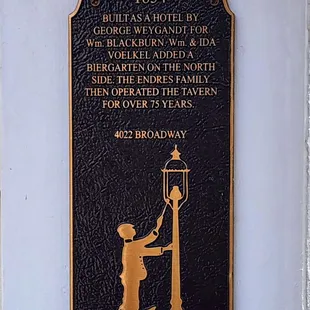 BUILT AS A HOTEL BY
GEORGE WEYGANDT FOR
Wm. BLACKBURN. Wm. & IDA
VOELKEL ADDED A
BIERGARTEN ON THE NORTH
SIDE. THE ENDRES FAMILY
THEN OPERATED THE TAVERN
FOR OVER 75 YEARS.
4022 BROADWAY